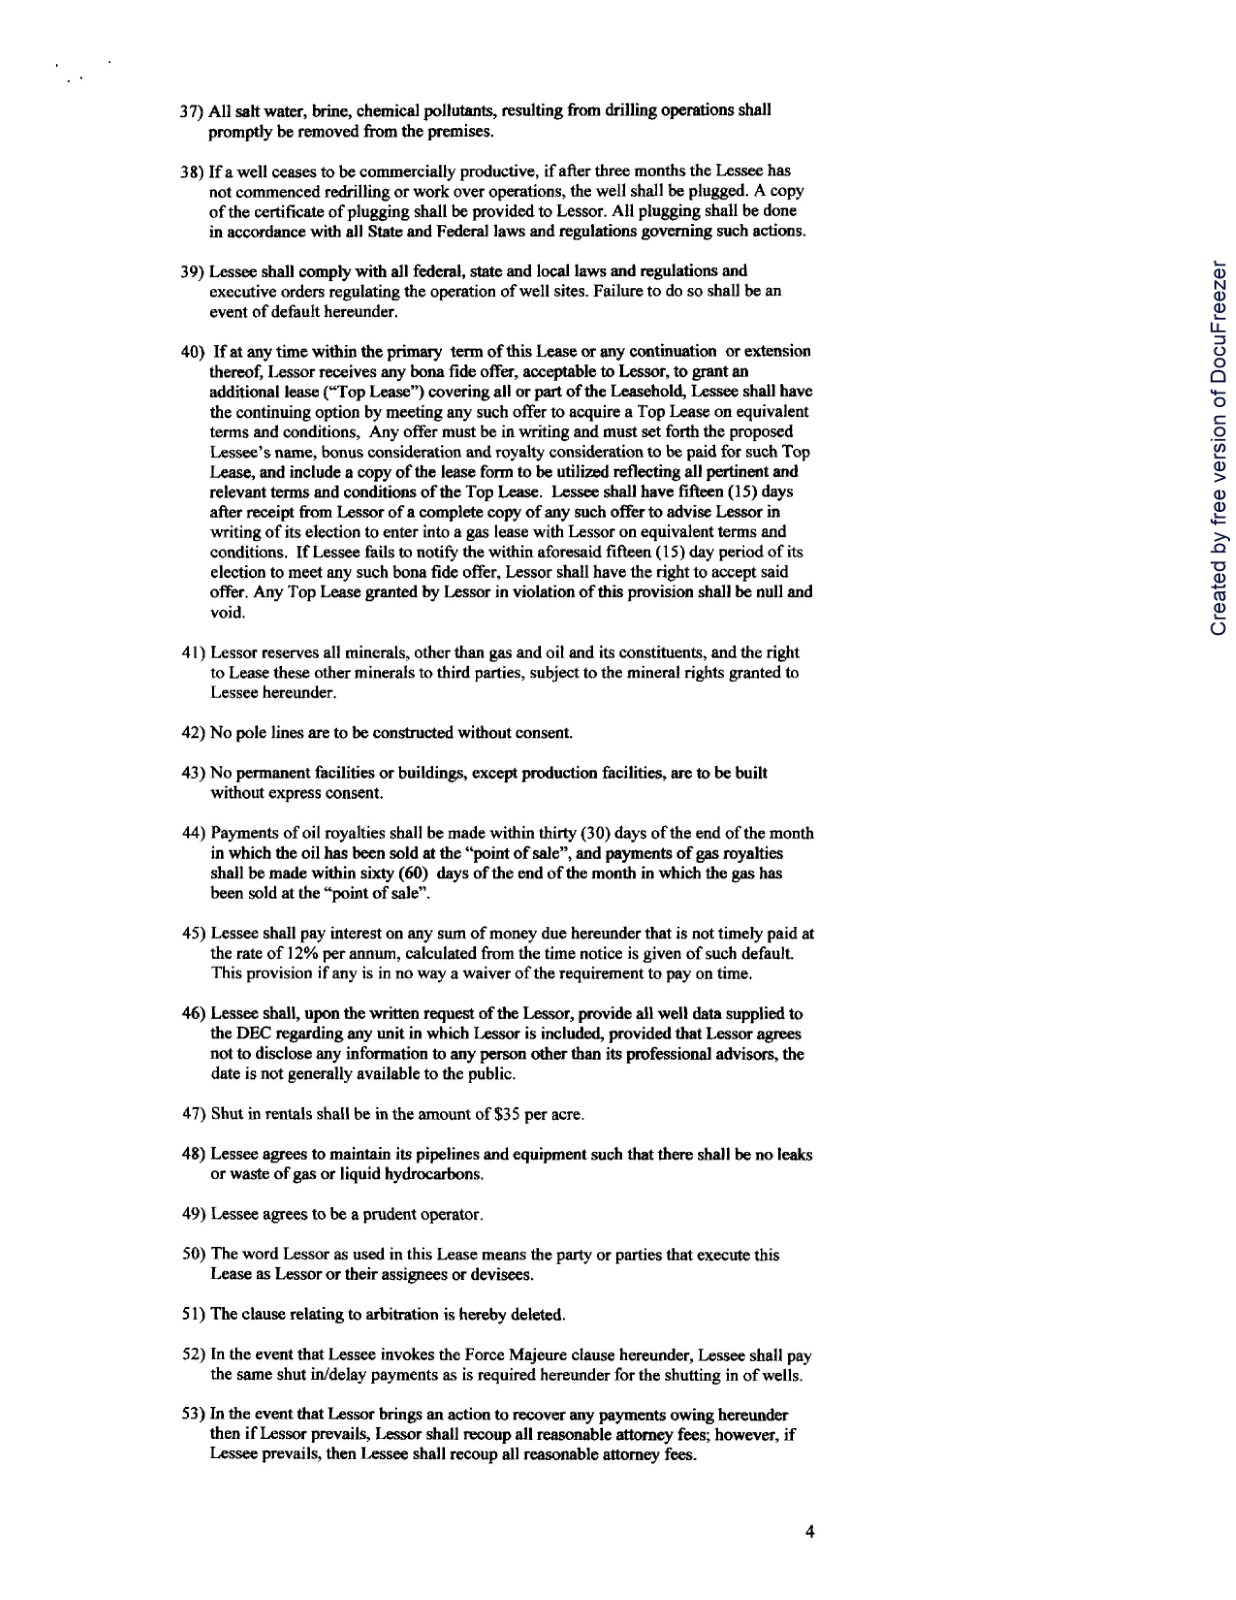 37) All salt water, brine, chemical pollutants, resulting from drilling operations shall
promptly be removed from the premises.
38) If a well ceases to be commercially productive, if after three months the Lessee has
not commenced redrilling or work over operations, the well shall be plugged. A copy
of the certificate of plugging shall be provided to Lessor. All plugging shall be done
in accordance with all State and Federal laws and regulations governing such actions.
39) Lessee shall comply with all federal, state and local laws and regulations and
executive orders regulating the operation of well sites. Failure to do so shall be an
event of default hereunder.
40) If at any time within the primary term of this Lease or any continuation or extension
thereof, Lessor receives any bona fide offer, acceptable to Lessor, to grant an
additional lease (“Top Lease”) covering all or part of the Leasehold, Lessee shall have
the continuing option by meeting any such offer to acquire a Top Lease on equivalent
terms and conditions, Any offer must be in writing and must set forth the proposed
Lessee’s name, bonus consideration and royalty consideration to be paid for such Top
Lease, and include a copy of the lease form to be utilized reflecting all pertinent and
relevant terms and conditions of the Top Lease. Lessee shall have fifteen (15) days
after receipt from Lessor of a complete copy of any such offer to advise Lessor in
writing of its election to enter into a gas lease with Lessor on equivalent terms and
conditions. If Lessee fails to notify the within aforesaid fifteen (15) day period of its
election to meet any such bona fide offer, Lessor shall have the right to accept said
offer. Any Top Lease granted by Lessor in violation of this provision shall be null and
void.
41) Lessor reserves all minerals, other than gas and oil and its constituents, and the right
to Lease these other minerals to third parties, subject to the mineral rights granted to
Lessee hereunder.
42) No pole lines are to be constructed without consent.
43) No permanent facilities or buildings, except production facilities, are to be built
without express consent.
44) Payments of oil royalties shall be made within thirty (30) days of the end of the month
in which the oil has been sold at the “point of sale”, and payments of gas royalties
shall be made within sixty (60) days of the end of the month in which the gas has
been sold at the “point of sale”.
45) Lessee shall pay interest on any sum of money due hereunder that is not timely paid at
the rate of 12% per annum, calculated from the time notice is given of such default.
This provision if any is in no way a waiver of the requirement to pay on time.
46) Lessee shall, upon the written request of the Lessor, provide all well data supplied to
the DEC regarding any unit in which Lessor is included, provided that Lessor agrees
not to disclose any information to any person other than its professional advisors, the
date is not generally available to the public.
47) Shut in rentals shall be in the amount of $35 per acre.
48) Lessee agrees to maintain its pipelines and equipment such that there shall be no leaks
or waste of gas or liquid hydrocarbons.
49) Lessee agrees to be a prudent operator.
50) The word Lessor as used in this Lease means the party or parties that execute this
Lease as Lessor or their assignees or devisees.
51) The clause relating to arbitration is hereby deleted.
52) In the event that Lessee invokes the Force Majeure clause hereunder, Lessee shall pay
the same shut in/delay payments as is required hereunder for the shutting in of wells.
53) In the event that Lessor brings an action to recover any payments owing hereunder
then if Lessor prevails, Lessor shall recoup all reasonable attorney fees; however, if
Lessee prevails, then Lessee shall recoup all reasonable attorney fees.
4
Created by free version of DocuFreezer